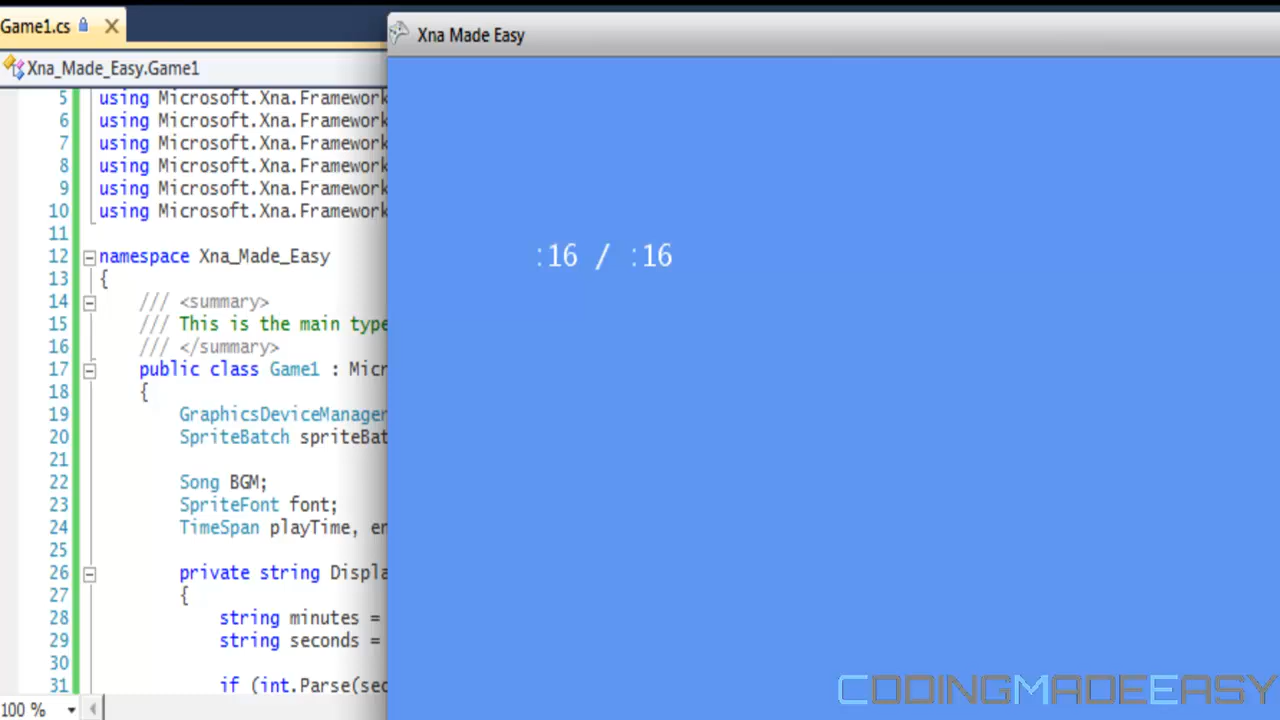 Game1.cs
Xna Made Easy
Xna_Made_Easy.Game1
5 using Microsoft.Xna.Framework
6 using Microsoft.Xna.Framework
7 using Microsoft.Xna.Framework
8 using Microsoft.Xna.Framework
9 using Microsoft.Xna.Framework
10 using Microsoft.Xna.Framework
11
12 namespace Xna_Made_Easy
13 {
14 /// <summary>
15 /// This is the main type
16 /// </summary>
17 public class Game1 : Micr
18 {
19 GraphicsDeviceManager
20 SpriteBatch spriteBat
21
22 Song BGM;
23 SpriteFont font;
24 TimeSpan playTime, en
25
26 private string Displa
27 {
28 string minutes =
29 string seconds =
30
31 if (int.Parse(sec
:16 / :16
100 %
CODINGMADEEASY